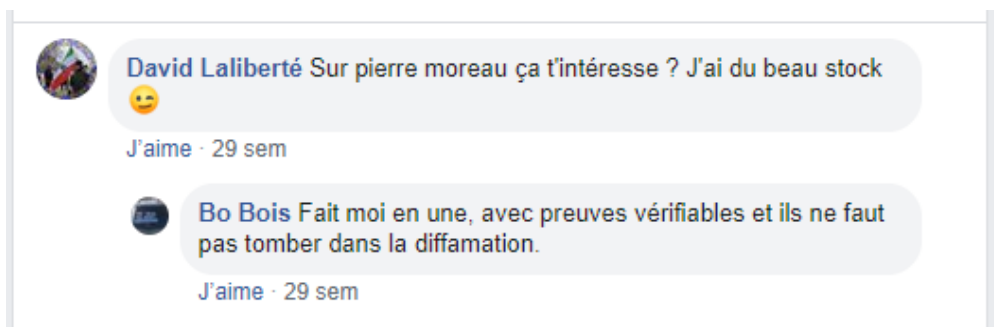 David Laliberté Sur pierre moreau ça t'intéresse ? J'ai du beau stock
😉
J'aime · 29 sem
Bo Bois Fait moi en une, avec preuves vérifiables et ils ne faut
pas tomber dans la diffamation.
J'aime · 29 sem